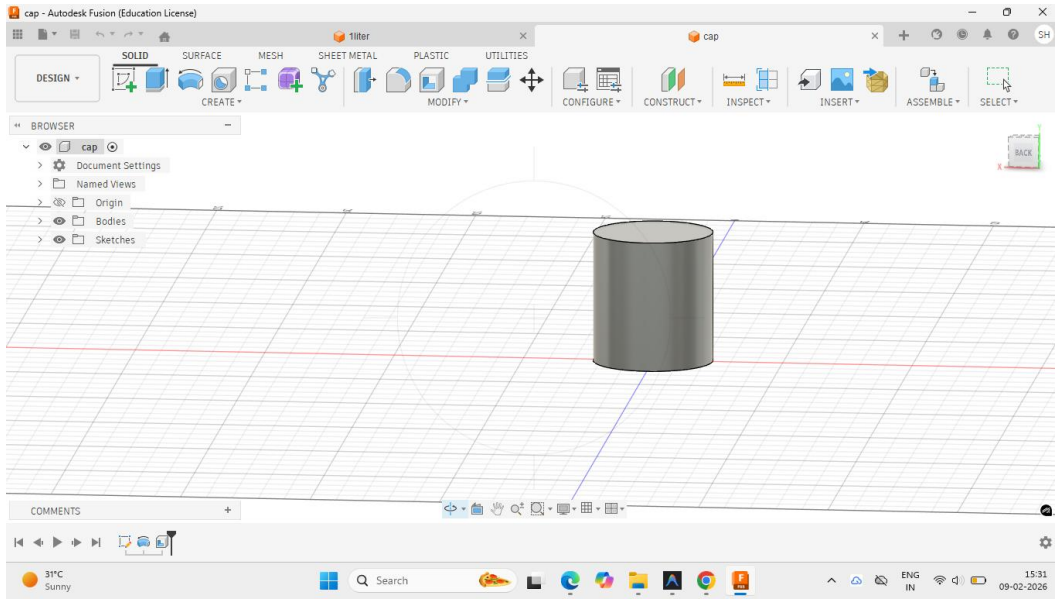 cap - Autodesk Fusion (Education License)
1liter
cap
SH
SOLID SURFACE MESH SHEET METAL PLASTIC UTILITIES
DESIGN
CREATE MODIFY CONFIGURE CONSTRUCT INSPECT INSERT ASSEMBLE SELECT
BROWSER
cap
Document Settings
Named Views
Origin
Bodies
Sketches
Y
BACK
X
COMMENTS
31°C
Sunny
Search
ENG
IN
15:31
09-02-2026